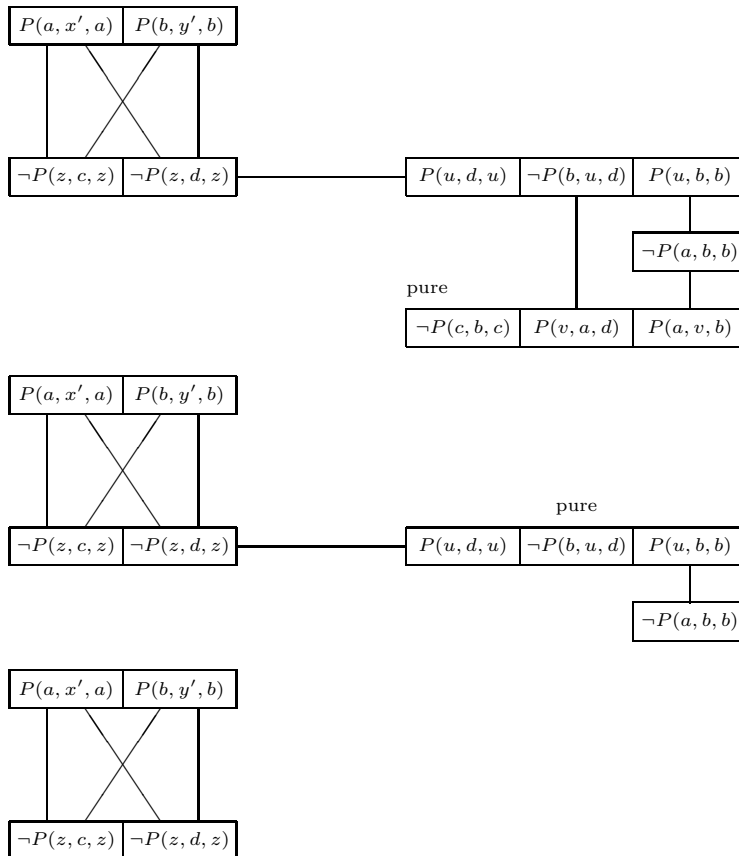 P(a, x′, a) P(b, y′, b)
¬P(z, c, z) ¬P(z, d, z) P(u, d, u) ¬P(b, u, d) P(u, b, b)
¬P(a, b, b)
pure
¬P(c, b, c) P(v, a, d) P(a, v, b)
P(a, x′, a) P(b, y′, b)
pure
¬P(z, c, z) ¬P(z, d, z) P(u, d, u) ¬P(b, u, d) P(u, b, b)
¬P(a, b, b)
P(a, x′, a) P(b, y′, b)
¬P(z, c, z) ¬P(z, d, z)